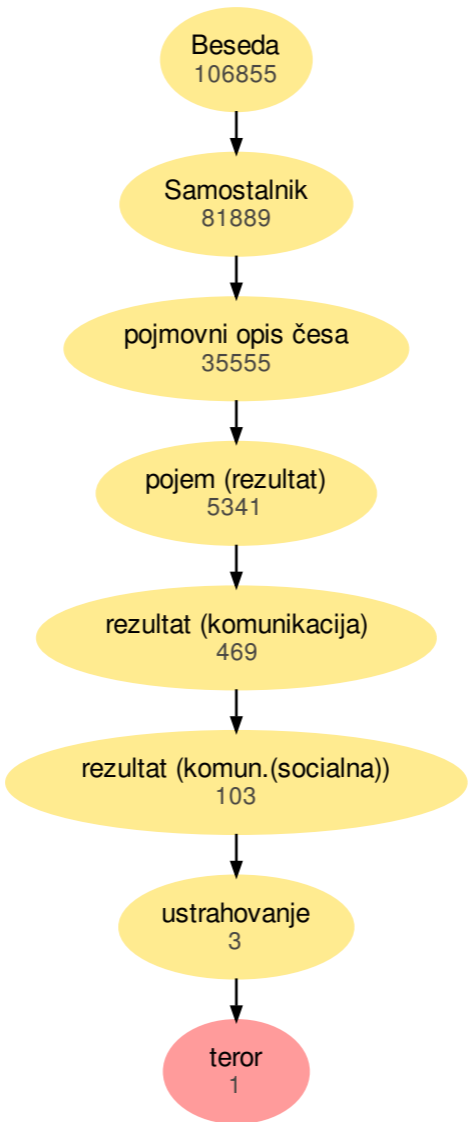 Beseda
106855
Samostalnik
81889
pojmovni opis česa
35555
pojem (rezultat)
5341
rezultat (komunikacija)
469
rezultat (komun.(socialna))
103
ustrahovanje
3
teror
1